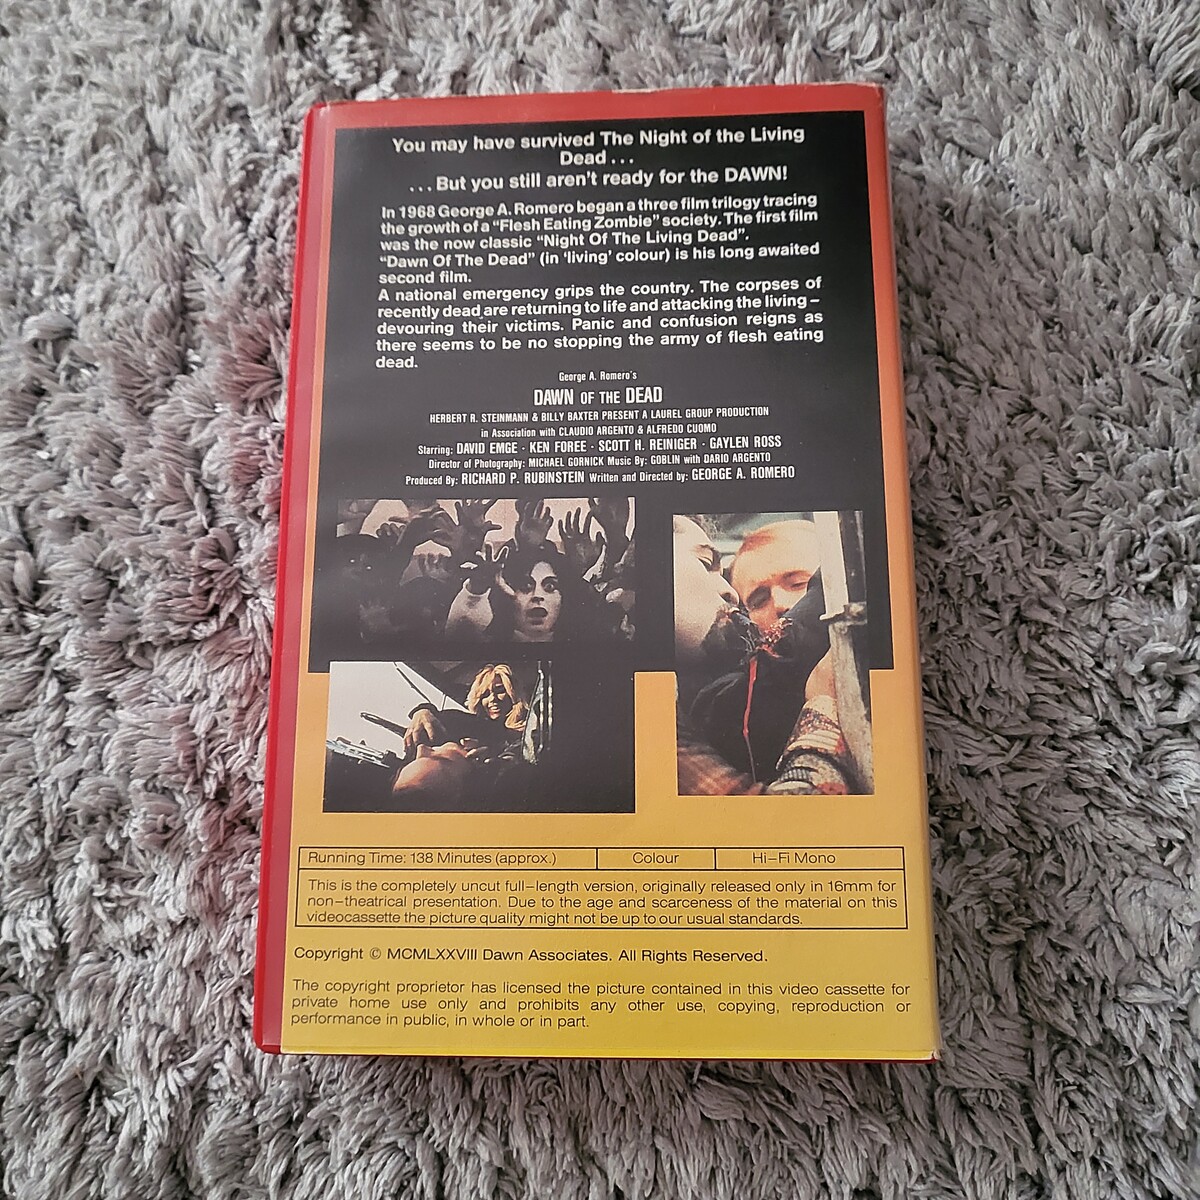 You may have survived The Night of the Living
Dead...
...But you still aren't ready for the DAWN!
In 1968 George A. Romero began a three film trilogy tracing
the growth of a "Flesh Eating Zombie" society. The first film
was the now classic "Night Of The Living Dead".
"Dawn Of The Dead" (in 'living' colour) is his long awaited
second film.
A national emergency grips the country. The corpses of
recently dead are returning to life and attacking the living –
devouring their victims. Panic and confusion reigns as
there seems to be no stopping the army of flesh eating
dead.
George A. Romero's
DAWN OF THE DEAD
HERBERT R. STEINMANN & BILLY BAXTER PRESENT A LAUREL GROUP PRODUCTION
in Association with CLAUDIO ARGENTO & ALFREDO CUOMO
Starring: DAVID EMGE · KEN FOREE · SCOTT H. REINIGER · GAYLEN ROSS
Director of Photography: MICHAEL GORNICK Music By: GOBLIN with DARIO ARGENTO
Produced By: RICHARD P. RUBINSTEIN Written and Directed by: GEORGE A. ROMERO
Running Time: 138 Minutes (approx.) Colour Hi–Fi Mono
This is the completely uncut full–length version, originally released only in 16mm for
non–theatrical presentation. Due to the age and scarceness of the material on this
videocassette the picture quality might not be up to our usual standards.
Copyright © MCMLXXVIII Dawn Associates. All Rights Reserved.
The copyright proprietor has licensed the picture contained in this video cassette for
private home use only and prohibits any other use, copying, reproduction or
performance in public, in whole or in part.